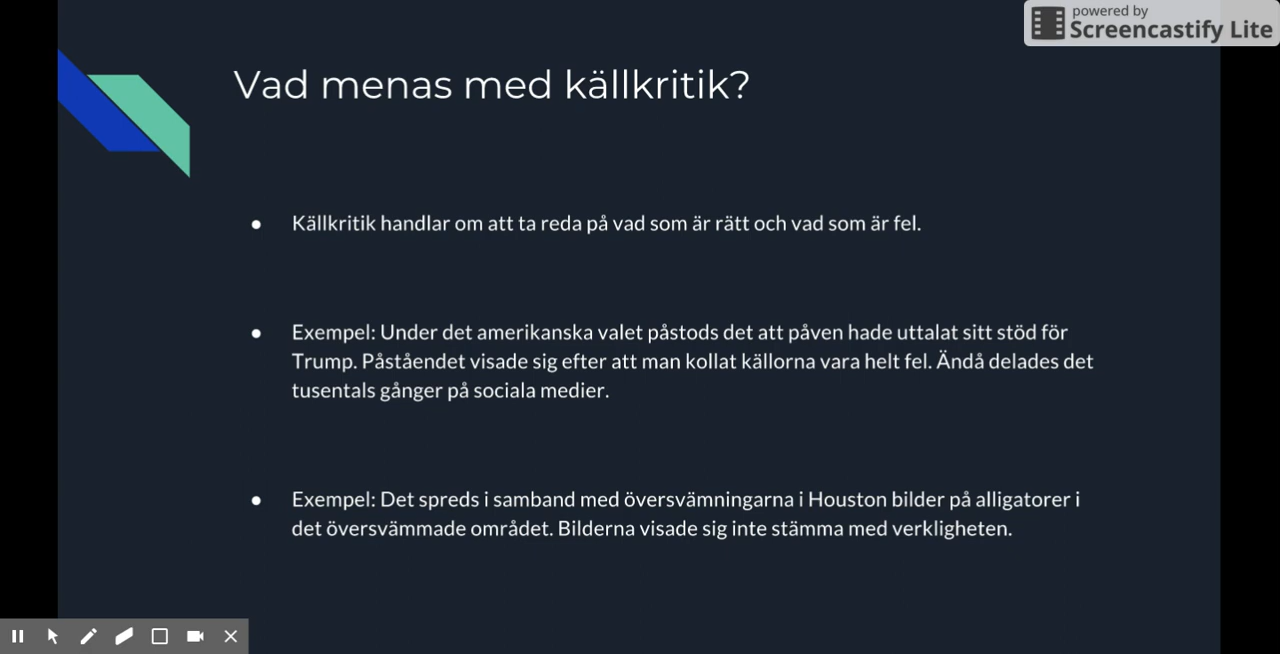 powered by
Screencastify Lite
Vad menas med källkritik?
● Källkritik handlar om att ta reda på vad som är rätt och vad som är fel.
● Exempel: Under det amerikanska valet påstods det att påven hade uttalat sitt stöd för
Trump. Påståendet visade sig efter att man kollat källorna vara helt fel. Ändå delades det
tusentals gånger på sociala medier.
● Exempel: Det spreds i samband med översvämningarna i Houston bilder på alligatorer i
det översvämmade området. Bilderna visade sig inte stämma med verkligheten.